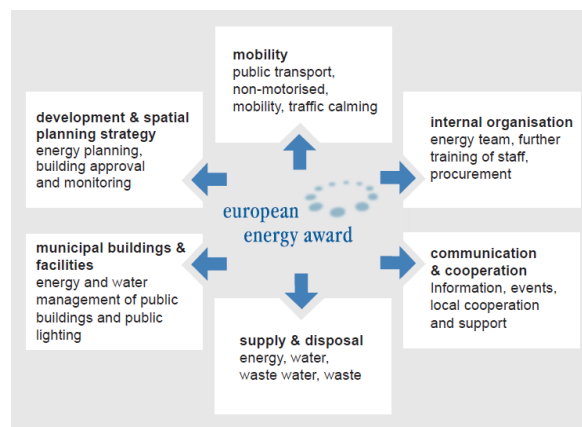 mobility
public transport,
non-motorised,
mobility, traffic calming
development & spatial
planning strategy
energy planning,
building approval
and monitoring
internal organisation
energy team, further
training of staff,
procurement
european
energy award
municipal buildings &
facilities
energy and water
management of public
buildings and public
lighting
communication
& cooperation
Information, events,
local cooperation
and support
supply & disposal
energy, water,
waste water, waste